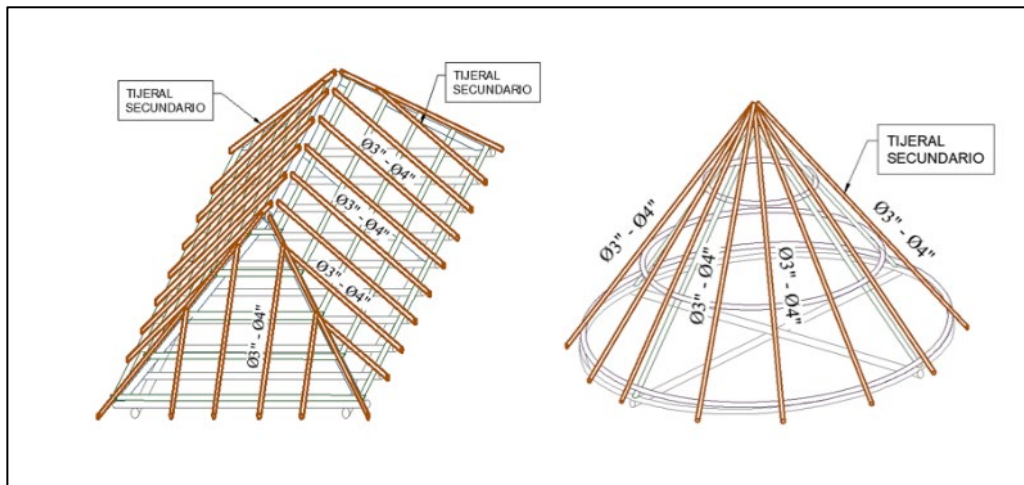 TIJERAL
SECUNDARIO
TIJERAL
SECUNDARIO
Ø3" - Ø4"
Ø3" - Ø4"
Ø3" - Ø4"
Ø3" - Ø4"
TIJERAL
SECUNDARIO
Ø3" - Ø4"
Ø3" - Ø4"
Ø3" - Ø4"
Ø3" - Ø4"